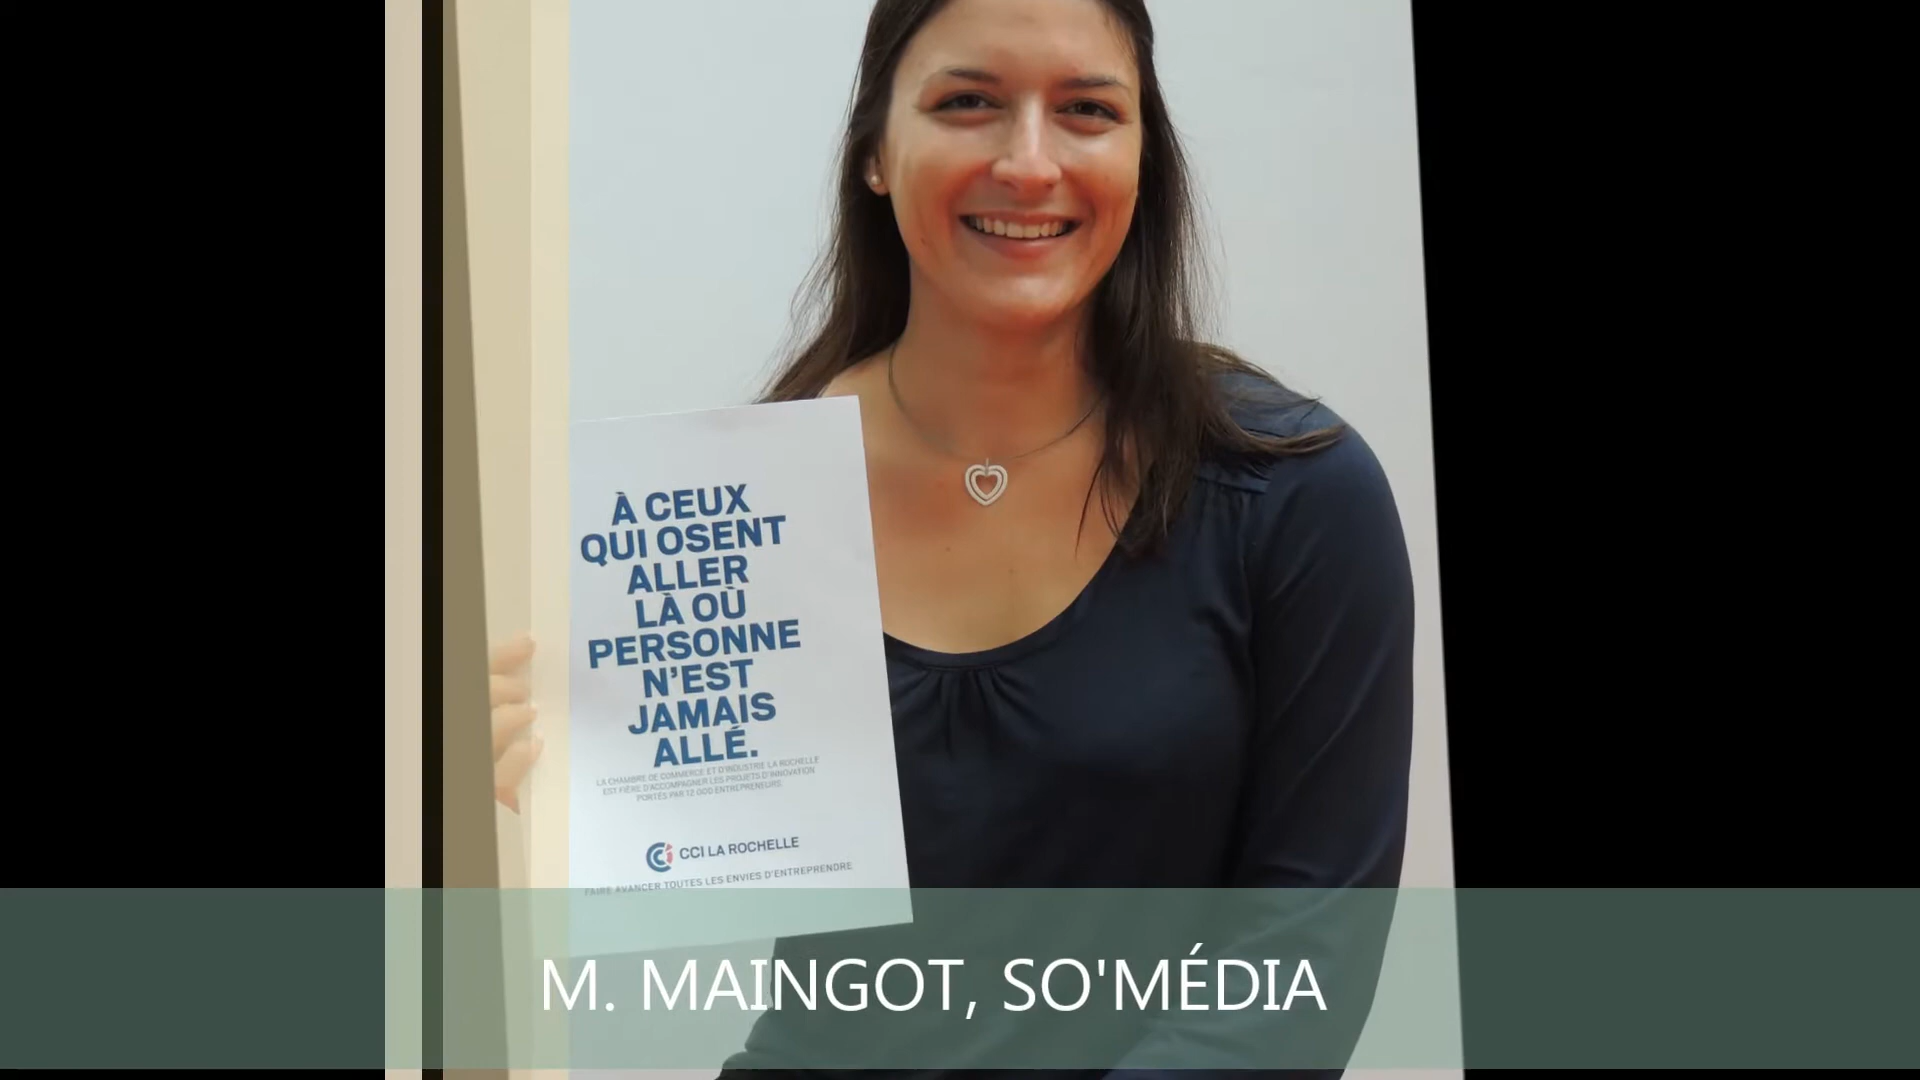 À CEUX
QUI OSENT
ALLER
LÀ OÙ
PERSONNE
N'EST
JAMAIS
ALLÉ.
LA CHAMBRE DE COMMERCE ET D'INDUSTRIE LA ROCHELLE
EST FIÈRE D'ACCOMPAGNER LES PROJETS D'INNOVATION
PORTÉS PAR 12 000 ENTREPRENEURS
CCI LA ROCHELLE
FAIRE AVANCER TOUTES LES ENVIES D'ENTREPRENDRE
M. MAINGOT, SO'MÉDIA